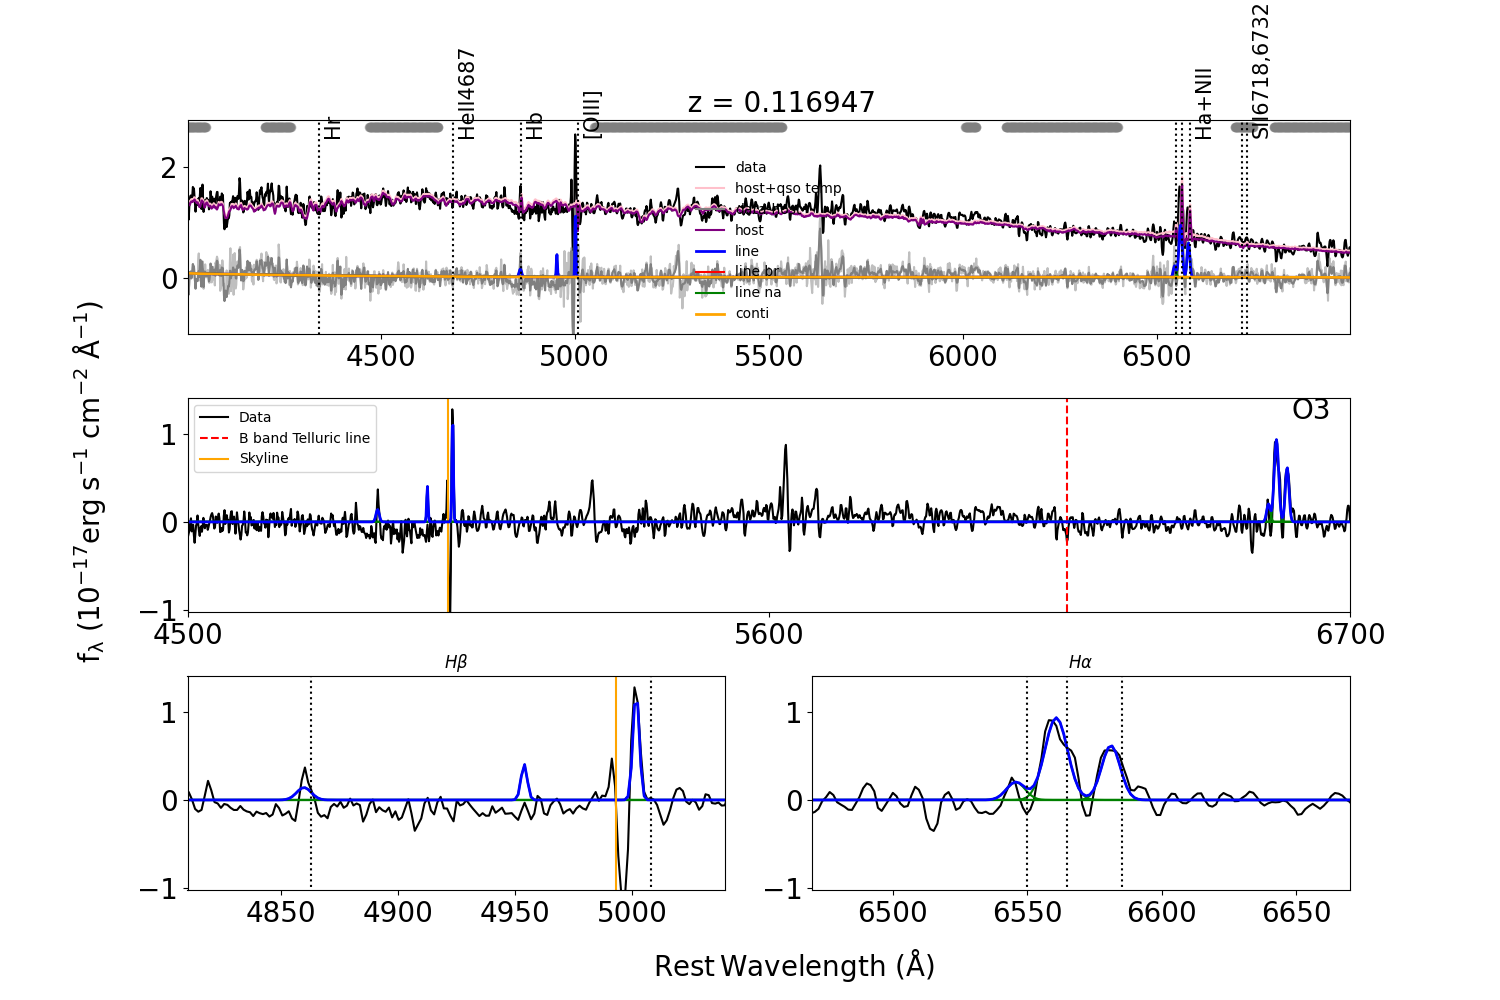 z = 0.116947
Hr
HeII4687
Hb
[OIII]
Ha+NII
SII6718,6732
data
host+qso temp
host
line
line br
line na
conti
2
0
4500 5000 5500 6000 6500
fλ (10⁻¹⁷erg s⁻¹ cm⁻² Å⁻¹)
O3
Data
B band Telluric line
Skyline
1
0
−1
4500 5600 6700
Hβ
1
0
−1
4850 4900 4950 5000
Hα
1
0
−1
6500 6550 6600 6650
Rest Wavelength (Å)